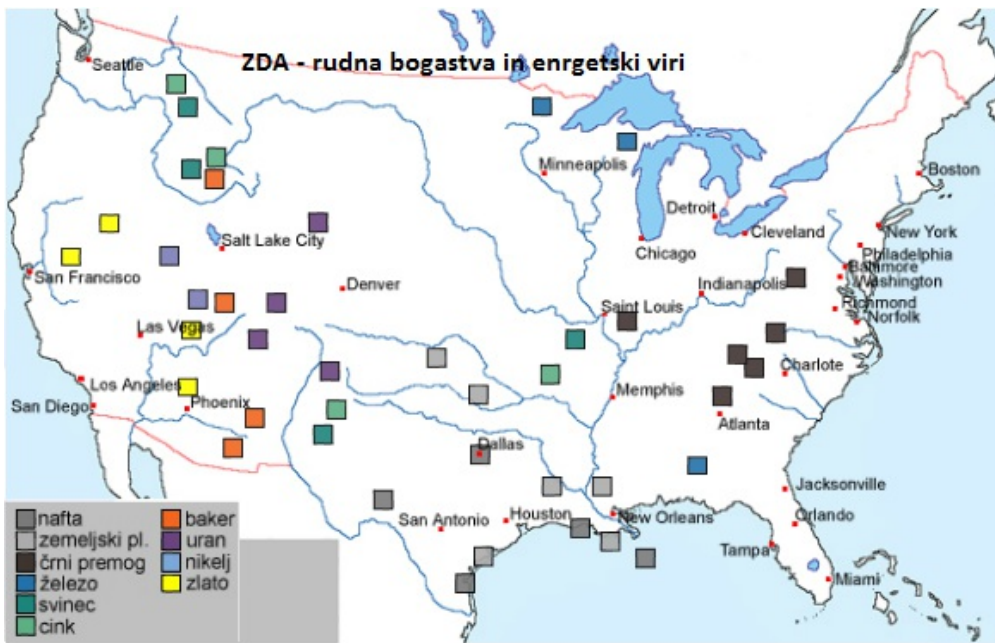 ZDA - rudna bogastva in enrgetski viri
Seattle
Minneapolis
Boston
Detroit
New York
Salt Lake City
Cleveland
Chicago
Philadelphia
San Francisco
Baltimore
Washington
Denver
Indianapolis
Richmond
Saint Louis
Norfolk
Las Vegas
Charlote
Los Angeles
Memphis
San Diego
Phoenix
Atlanta
Dallas
Jacksonville
Houston
New Orleans
San Antonio
Orlando
Tampa
Miami
nafta
zemeljski pl.
črni premog
železo
svinec
cink
baker
uran
nikelj
zlato